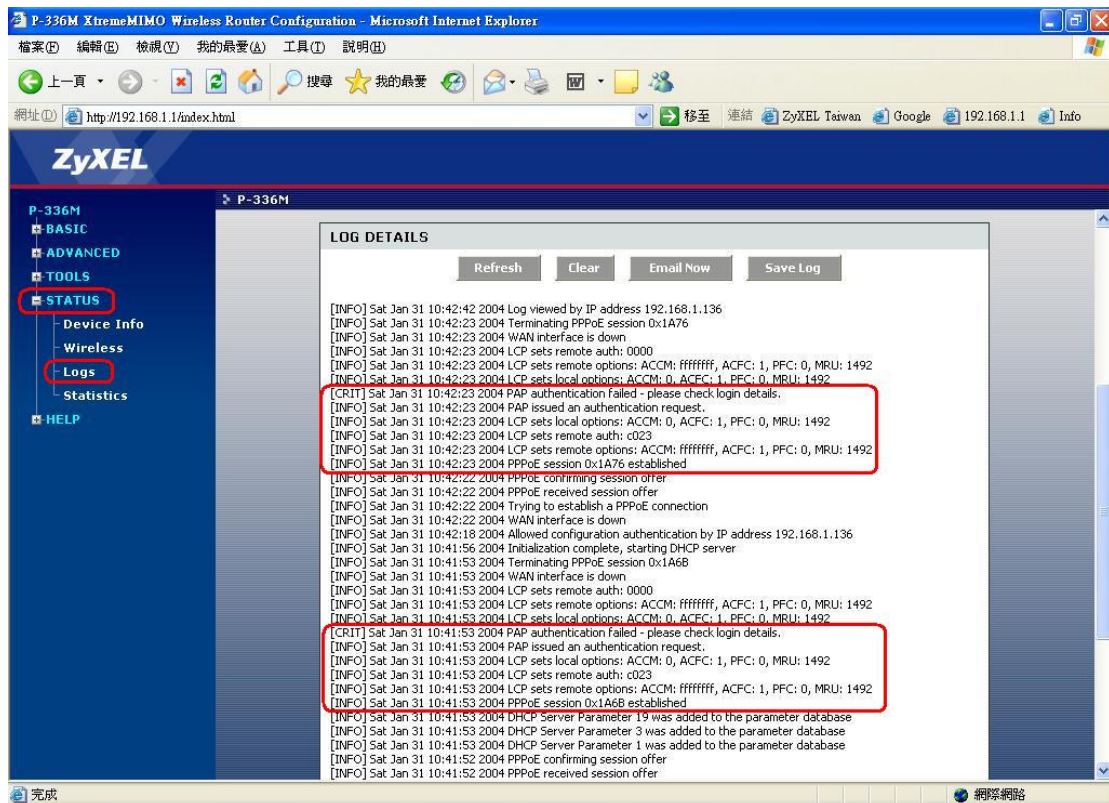 P-336M XtremeMIMO Wireless Router Configuration - Microsoft Internet Explorer
檔案(F) 編輯(E) 檢視(V) 我的最愛(A) 工具(T) 說明(H)
上一頁 搜尋 我的最愛
網址(D) http://192.168.1.1/index.html 移至 連結 ZyXEL Taiwan Google 192.168.1.1 Info
ZyXEL
P-336M
P-336M
BASIC
ADVANCED
TOOLS
STATUS
Device Info
Wireless
Logs
Statistics
HELP
LOG DETAILS
Refresh Clear Email Now Save Log
[INFO] Sat Jan 31 10:42:42 2004 Log viewed by IP address 192.168.1.136
[INFO] Sat Jan 31 10:42:23 2004 Terminating PPPoE session 0x1A76
[INFO] Sat Jan 31 10:42:23 2004 WAN interface is down
[INFO] Sat Jan 31 10:42:23 2004 LCP sets remote auth: 0000
[INFO] Sat Jan 31 10:42:23 2004 LCP sets remote options: ACCM: ffffffff, ACFC: 1, PFC: 0, MRU: 1492
[INFO] Sat Jan 31 10:42:23 2004 LCP sets local options: ACCM: 0, ACFC: 1, PFC: 0, MRU: 1492
[CRIT] Sat Jan 31 10:42:23 2004 PAP authentication failed - please check login details.
[INFO] Sat Jan 31 10:42:23 2004 PAP issued an authentication request.
[INFO] Sat Jan 31 10:42:23 2004 LCP sets local options: ACCM: 0, ACFC: 1, PFC: 0, MRU: 1492
[INFO] Sat Jan 31 10:42:23 2004 LCP sets remote auth: c023
[INFO] Sat Jan 31 10:42:23 2004 LCP sets remote options: ACCM: ffffffff, ACFC: 1, PFC: 0, MRU: 1492
[INFO] Sat Jan 31 10:42:23 2004 PPPoE session 0x1A76 established
[INFO] Sat Jan 31 10:42:22 2004 PPPoE confirming session offer
[INFO] Sat Jan 31 10:42:22 2004 PPPoE received session offer
[INFO] Sat Jan 31 10:42:22 2004 Trying to establish a PPPoE connection
[INFO] Sat Jan 31 10:42:22 2004 WAN interface is down
[INFO] Sat Jan 31 10:42:18 2004 Allowed configuration authentication by IP address 192.168.1.136
[INFO] Sat Jan 31 10:41:56 2004 Initialization complete, starting DHCP server
[INFO] Sat Jan 31 10:41:53 2004 Terminating PPPoE session 0x1A6B
[INFO] Sat Jan 31 10:41:53 2004 WAN interface is down
[INFO] Sat Jan 31 10:41:53 2004 LCP sets remote auth: 0000
[INFO] Sat Jan 31 10:41:53 2004 LCP sets remote options: ACCM: ffffffff, ACFC: 1, PFC: 0, MRU: 1492
[INFO] Sat Jan 31 10:41:53 2004 LCP sets local options: ACCM: 0, ACFC: 1, PFC: 0, MRU: 1492
[CRIT] Sat Jan 31 10:41:53 2004 PAP authentication failed - please check login details.
[INFO] Sat Jan 31 10:41:53 2004 PAP issued an authentication request.
[INFO] Sat Jan 31 10:41:53 2004 LCP sets local options: ACCM: 0, ACFC: 1, PFC: 0, MRU: 1492
[INFO] Sat Jan 31 10:41:53 2004 LCP sets remote auth: c023
[INFO] Sat Jan 31 10:41:53 2004 LCP sets remote options: ACCM: ffffffff, ACFC: 1, PFC: 0, MRU: 1492
[INFO] Sat Jan 31 10:41:53 2004 PPPoE session 0x1A6B established
[INFO] Sat Jan 31 10:41:53 2004 DHCP Server Parameter 19 was added to the parameter database
[INFO] Sat Jan 31 10:41:53 2004 DHCP Server Parameter 3 was added to the parameter database
[INFO] Sat Jan 31 10:41:53 2004 DHCP Server Parameter 1 was added to the parameter database
[INFO] Sat Jan 31 10:41:52 2004 PPPoE confirming session offer
[INFO] Sat Jan 31 10:41:52 2004 PPPoE received session offer
完成 網際網路